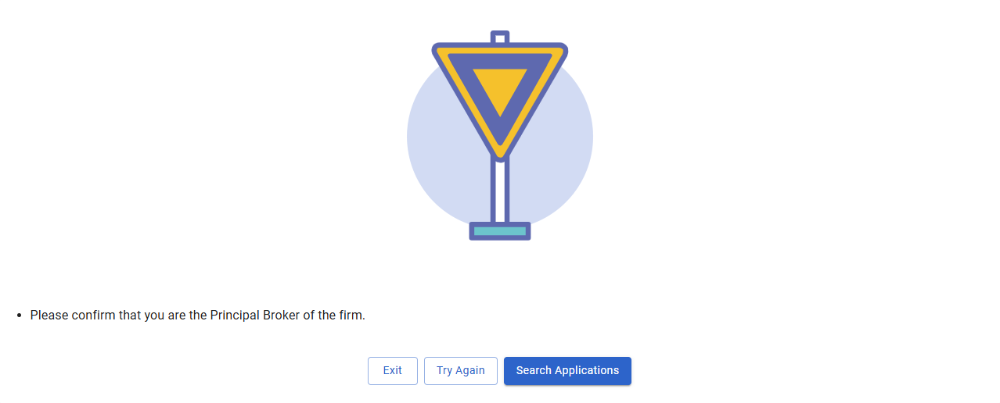 Please confirm that you are the Principal Broker of the firm.
Exit
Try Again
Search Applications